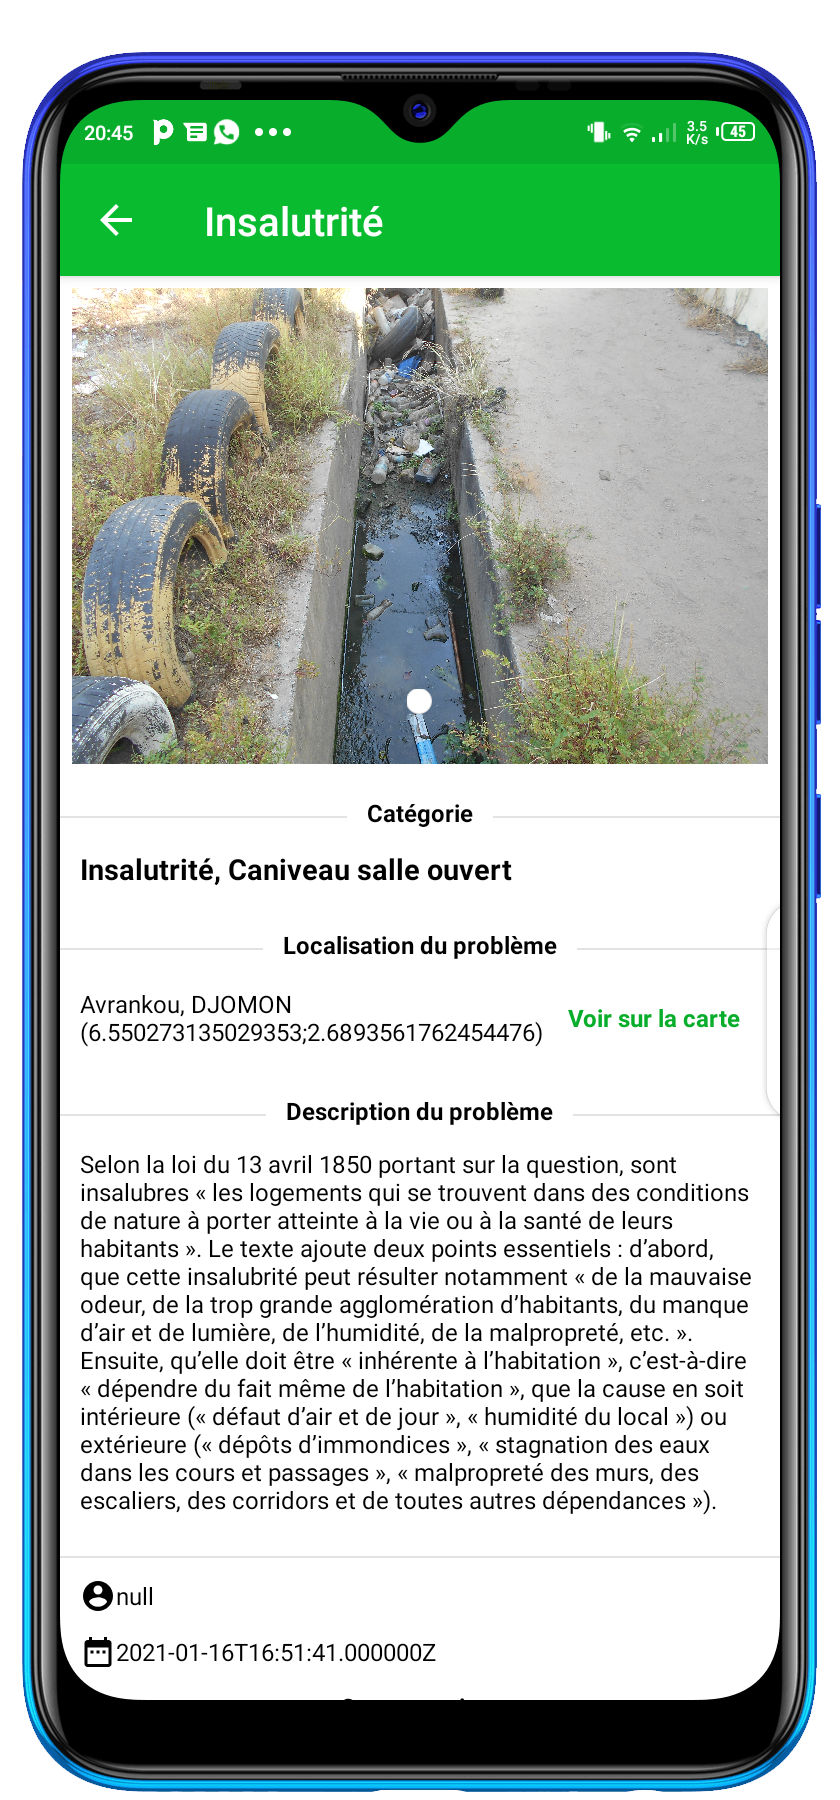 20:45
3.5
K/s
45
Insalutrité
Catégorie
Insalutrité, Caniveau salle ouvert
Localisation du problème
Avrankou, DJOMON
(6.550273135029353;2.6893561762454476)
Voir sur la carte
Description du problème
Selon la loi du 13 avril 1850 portant sur la question, sont
insalubres « les logements qui se trouvent dans des conditions
de nature à porter atteinte à la vie ou à la santé de leurs
habitants ». Le texte ajoute deux points essentiels : d’abord,
que cette insalubrité peut résulter notamment « de la mauvaise
odeur, de la trop grande agglomération d’habitants, du manque
d’air et de lumière, de l’humidité, de la malpropreté, etc. ».
Ensuite, qu’elle doit être « inhérente à l’habitation », c’est-à-dire
« dépendre du fait même de l’habitation », que la cause en soit
intérieure (« défaut d’air et de jour », « humidité du local ») ou
extérieure (« dépôts d’immondices », « stagnation des eaux
dans les cours et passages », « malpropreté des murs, des
escaliers, des corridors et de toutes autres dépendances »).
null
2021-01-16T16:51:41.000000Z